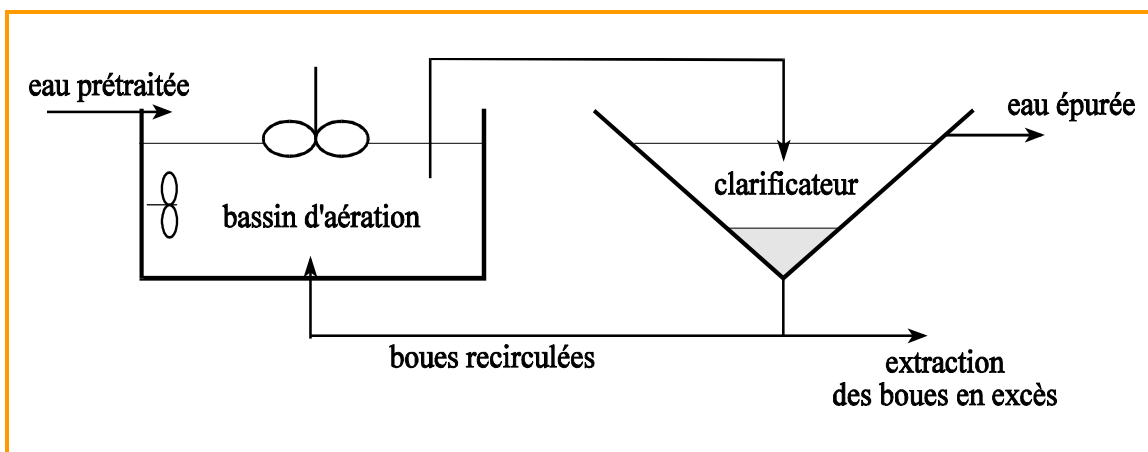 eau prétraitée
eau épurée
clarificateur
bassin d'aération
boues recirculées
extraction
des boues en excès